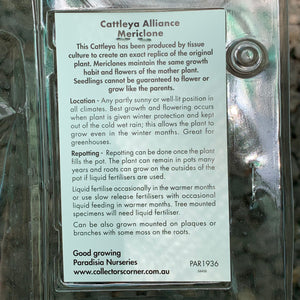 Cattleya Alliance
Mericlone
This Cattleya has been produced by tissue
culture to create an exact replica of the original
plant. Mericlones maintain the same growth
habit and flowers of the mother plant.
Seedlings cannot be guaranteed to flower or
grow like the parents.
Location - Any partly sunny or well-lit position in
all climates. Best growth and flowering occurs
when plant is given winter protection and kept
out of the cold wet rain; this allows the plant to
grow even in the winter months. Great for
greenhouses.
Repotting - Repotting can be done once the plant
fills the pot. The plant can remain in pots many
years and roots can grow on the outsides of the
pot if liquid fertilisers are used.
Liquid fertilise occasionally in the warmer months
or use slow release fertilisers with occasional
liquid feeding in warmer months. Tree mounted
specimens will need liquid fertiliser.
Can be also grown mounted on plaques or
branches with some moss on the roots.
Good growing
Paradisia Nurseries
www.collectorscorner.com.au
PAR1936